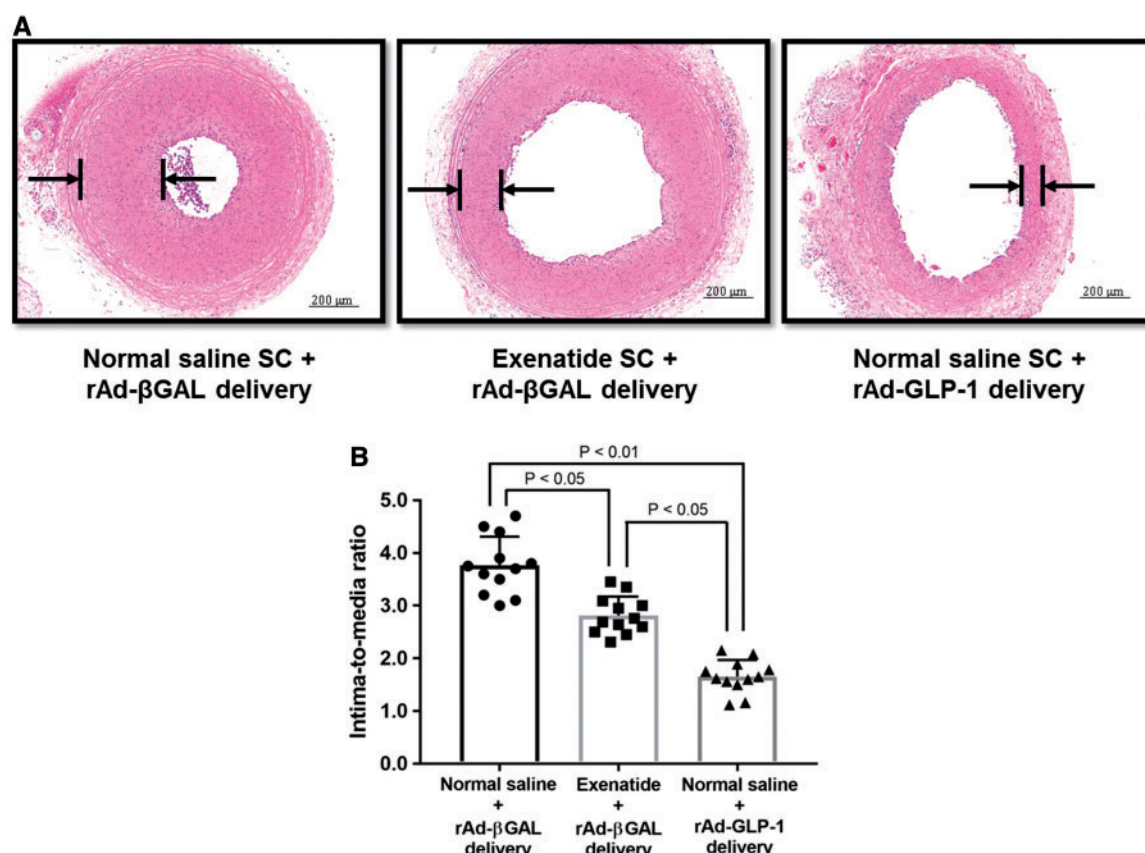 A
200 µm
200 µm
200 µm
Normal saline SC +
rAd-βGAL delivery
Exenatide SC +
rAd-βGAL delivery
Normal saline SC +
rAd-GLP-1 delivery
B
P < 0.01
P < 0.05
P < 0.05
Intima-to-media ratio
5.0
4.0
3.0
2.0
1.0
0.0
Normal saline
+
rAd-βGAL
delivery
Exenatide
+
rAd-βGAL
delivery
Normal saline
+
rAd-GLP-1
delivery